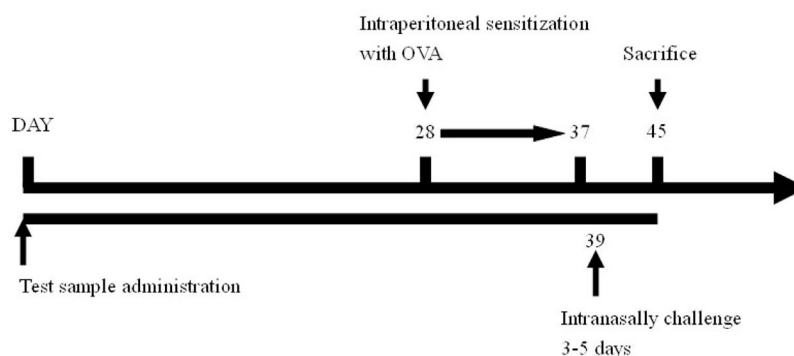 Intraperitoneal sensitization
with OVA
Sacrifice
DAY
28
37
45
39
Test sample administration
Intranasally challenge
3-5 days